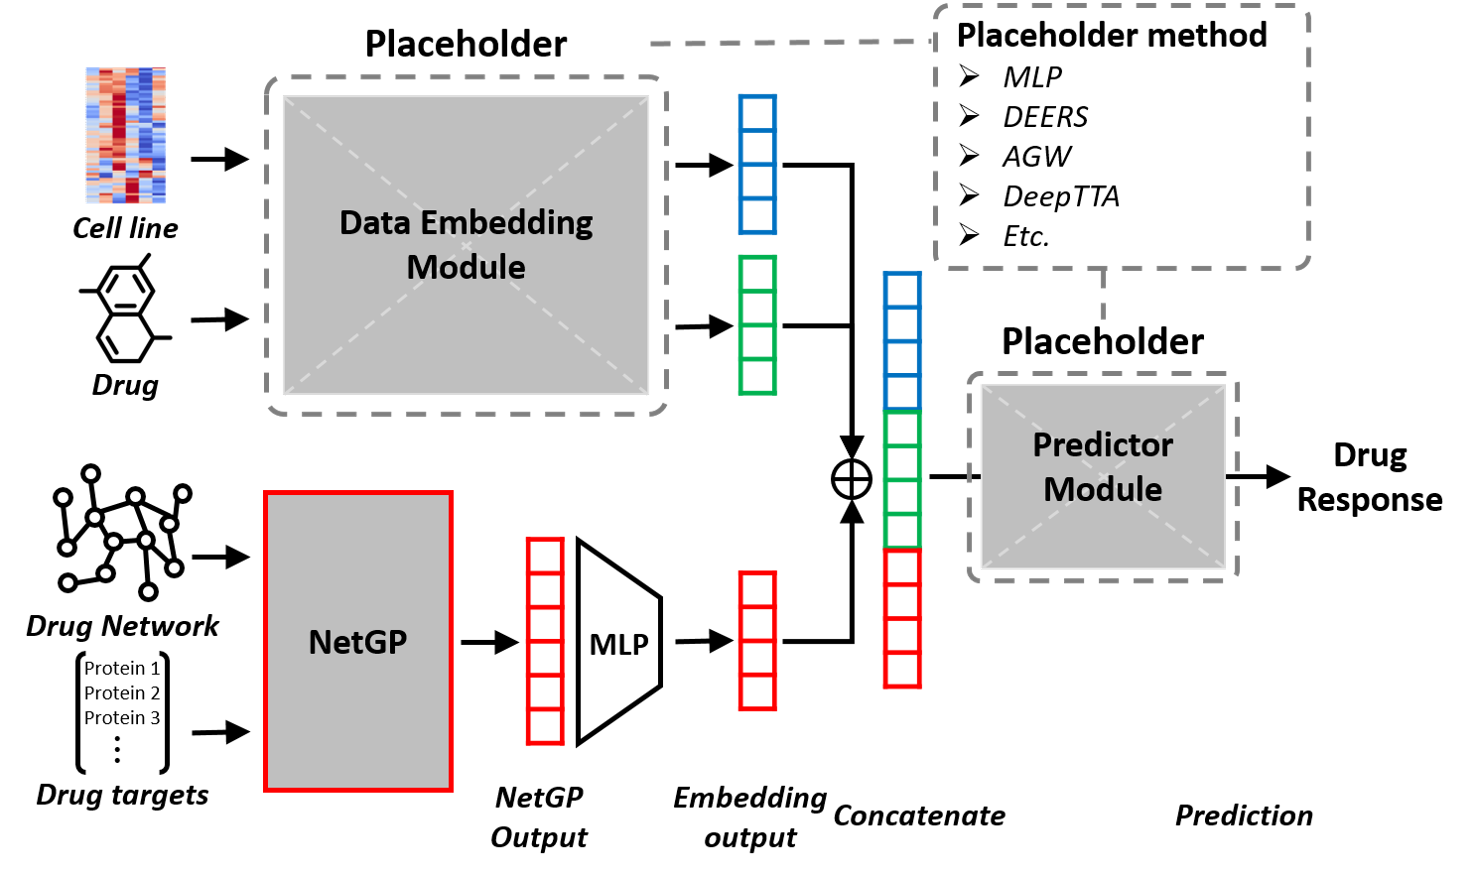 Placeholder
Placeholder method
➢ MLP
➢ DEERS
➢ AGW
➢ DeepTTA
➢ Etc.
Cell line
Data Embedding
Module
Drug
Placeholder
Predictor
Module
Drug
Response
Drug Network
NetGP
MLP
Protein 1
Protein 2
Protein 3
⋮
Drug targets
NetGP
Output
Embedding
output
Concatenate
Prediction